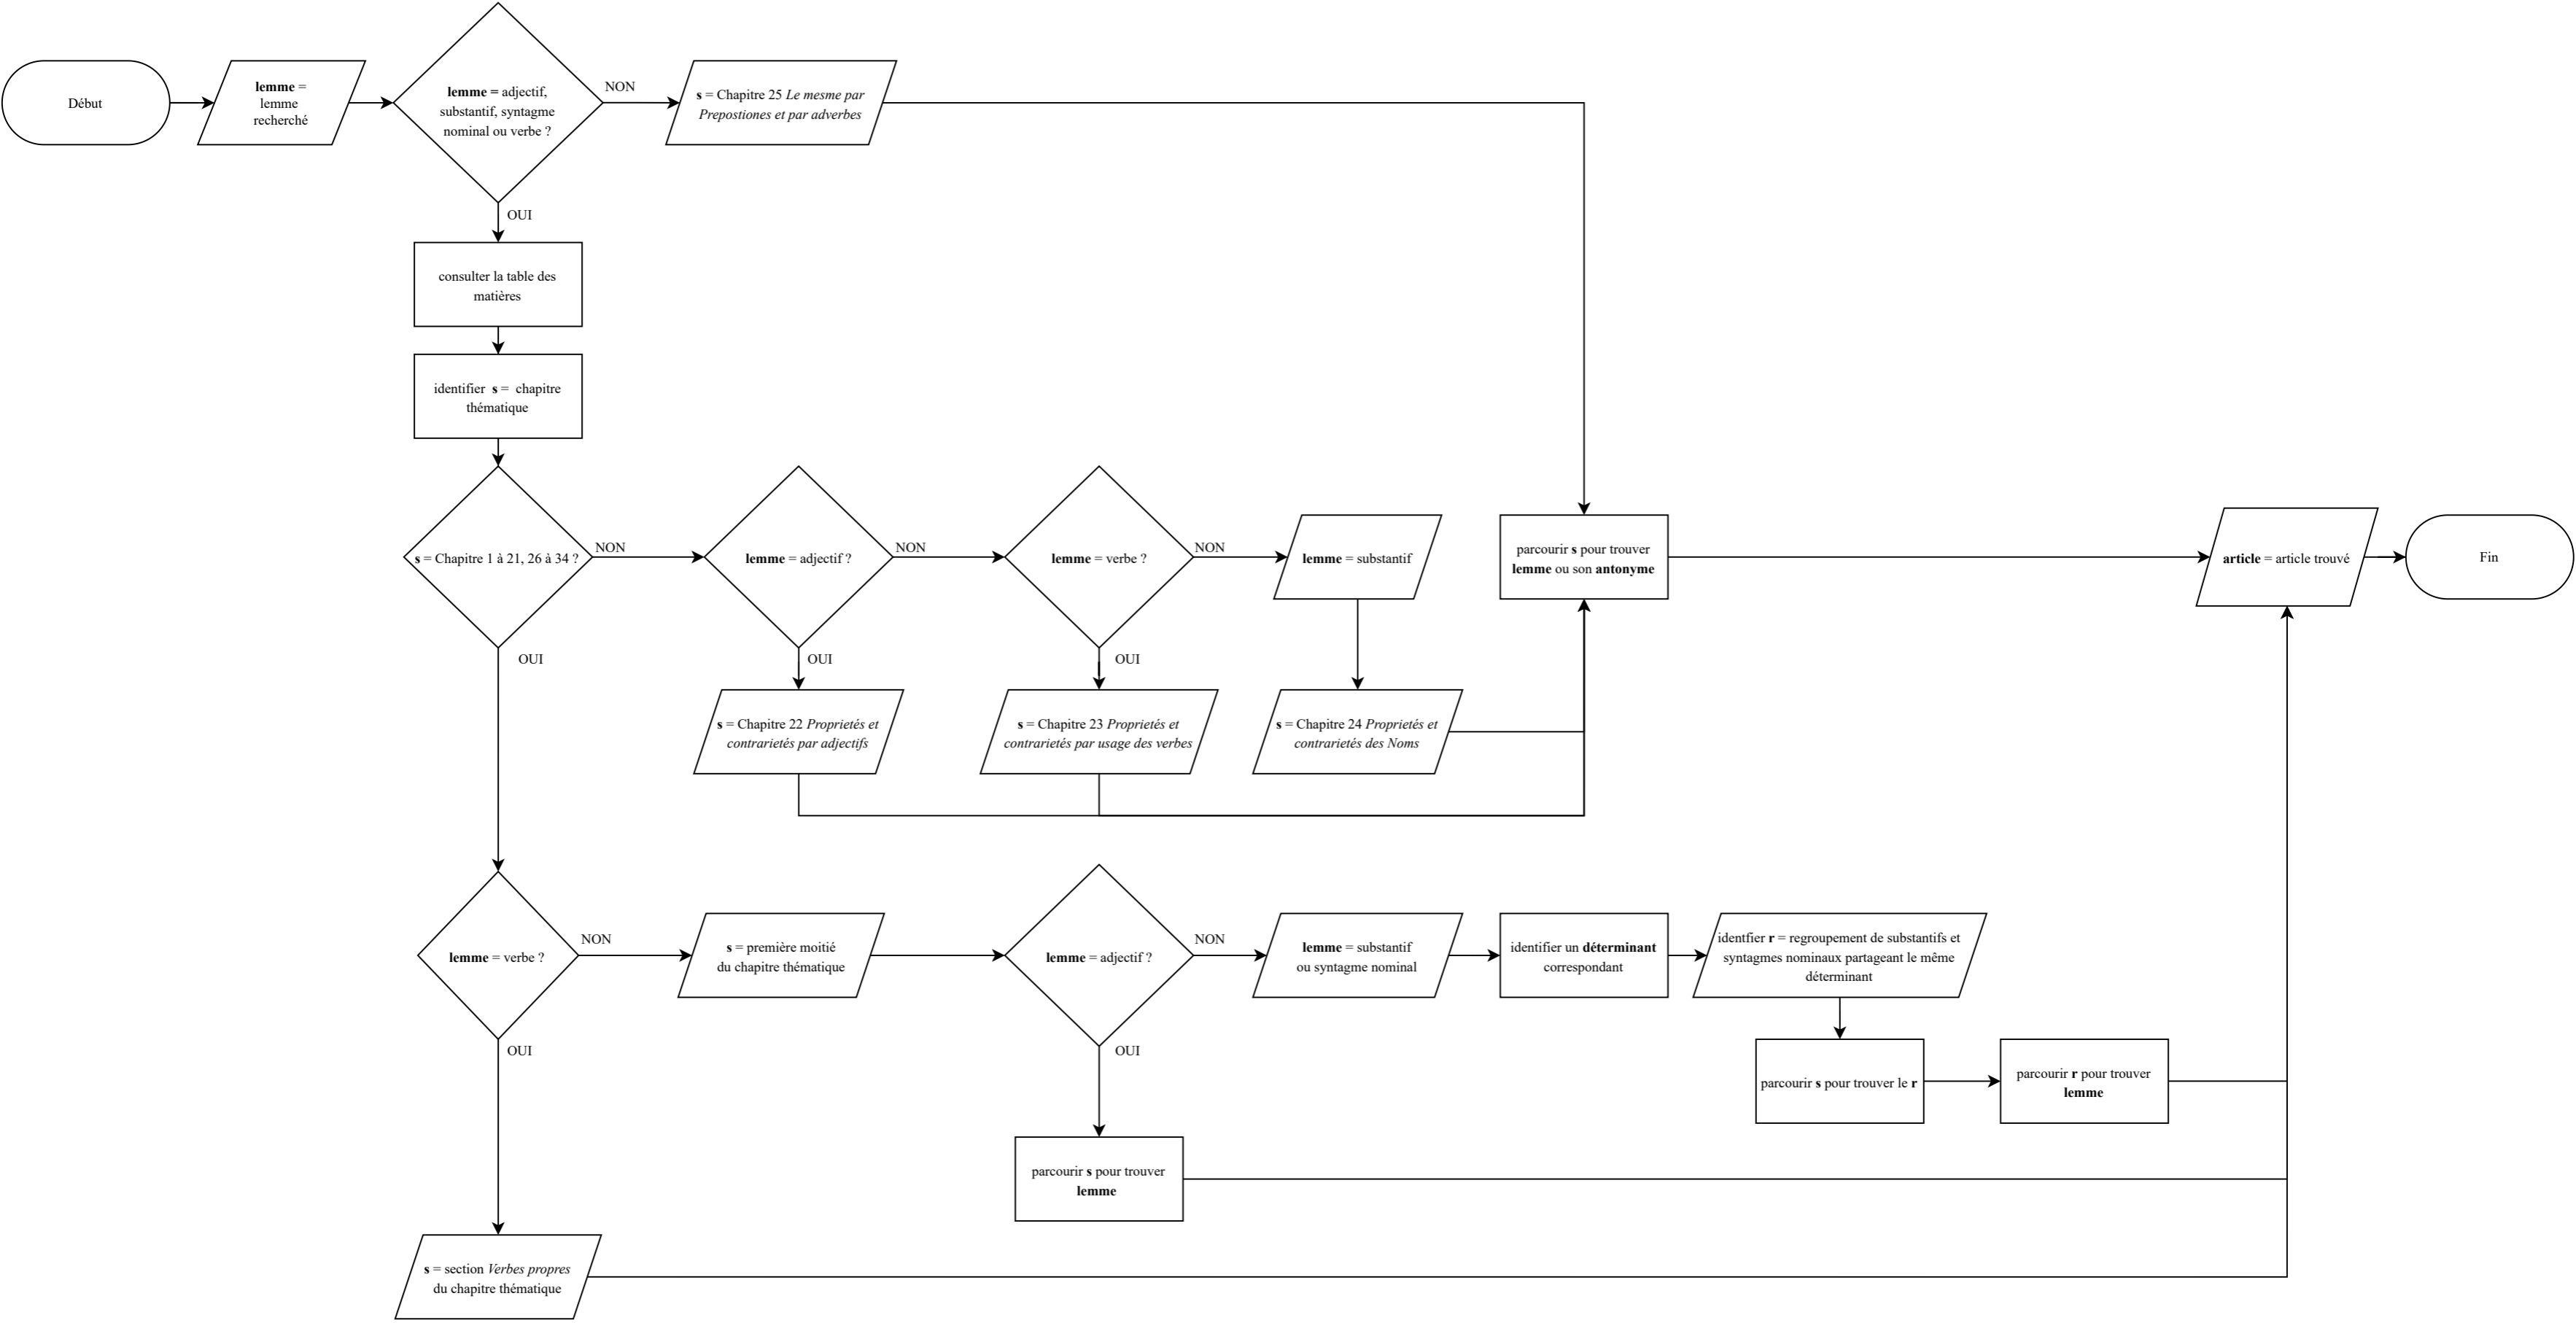 Début
lemme =
lemme
recherché
lemme = adjectif,
substantif, syntagme
nominal ou verbe ?
NON
s = Chapitre 25 Le mesme par
Prepostiones et par adverbes
OUI
consulter la table des
matières
identifier s = chapitre
thématique
s = Chapitre 1 à 21, 26 à 34 ?
NON
lemme = adjectif ?
NON
lemme = verbe ?
NON
lemme = substantif
parcourir s pour trouver
lemme ou son antonyme
article = article trouvé
Fin
OUI
OUI
OUI
s = Chapitre 22 Proprietés et
contrarietés par adjectifs
s = Chapitre 23 Proprietés et
contrarietés par usage des verbes
s = Chapitre 24 Proprietés et
contrarietés des Noms
lemme = verbe ?
NON
s = première moitié
du chapitre thématique
lemme = adjectif ?
NON
lemme = substantif
ou syntagme nominal
identifier un déterminant
correspondant
identfier r = regroupement de substantifs et
syntagmes nominaux partageant le même
déterminant
OUI
OUI
parcourir s pour trouver le r
parcourir r pour trouver
lemme
parcourir s pour trouver
lemme
s = section Verbes propres
du chapitre thématique